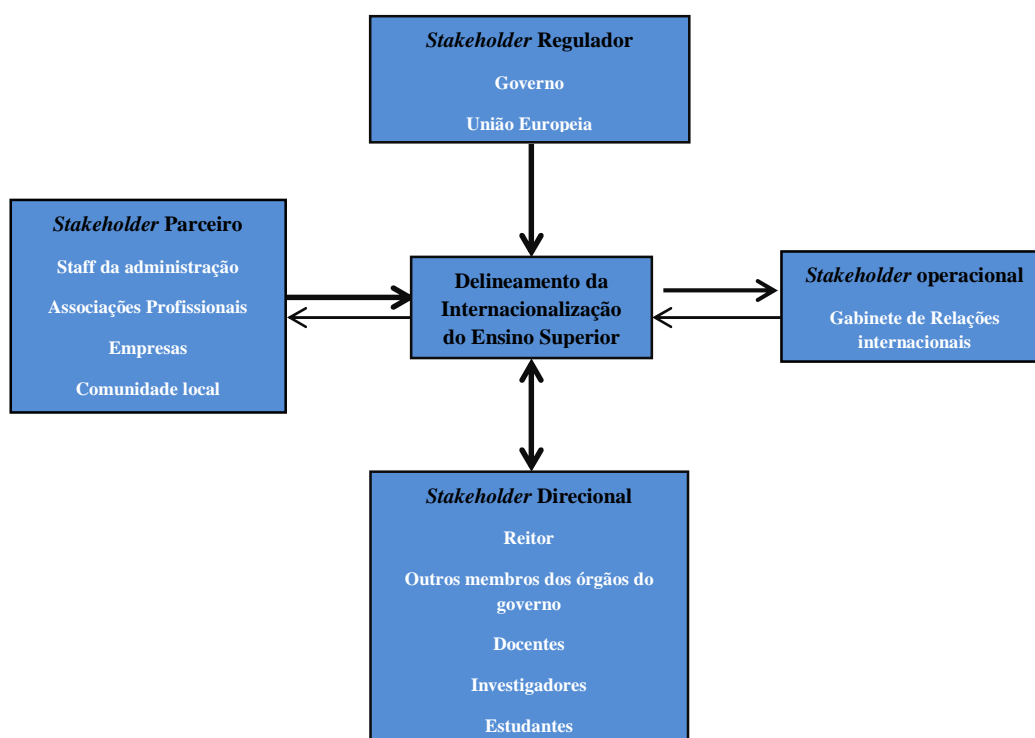 Stakeholder Regulador
Governo
União Europeia
Stakeholder Parceiro
Staff da administração
Associações Profissionais
Empresas
Comunidade local
Delineamento da
Internacionalização
do Ensino Superior
Stakeholder operacional
Gabinete de Relações
internacionais
Stakeholder Direcional
Reitor
Outros membros dos órgãos do
governo
Docentes
Investigadores
Estudantes